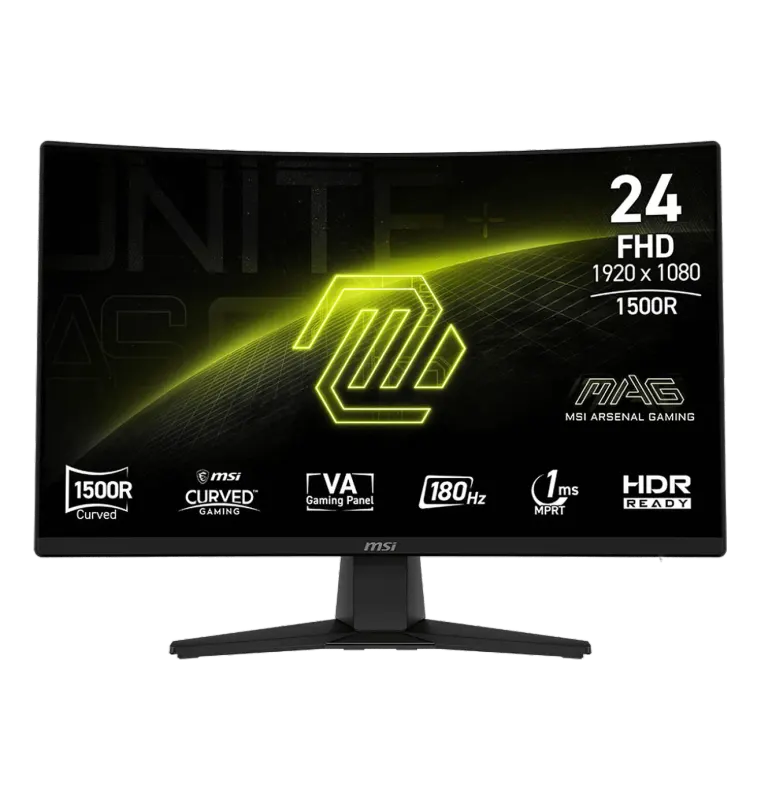 UNITE
24
FHD
1920 x 1080
1500R
MAG
MSI ARSENAL GAMING
1500R
Curved
msi
CURVED™
GAMING
VA
Gaming Panel
180Hz
1ms
MPRT
HDR
READY
msi